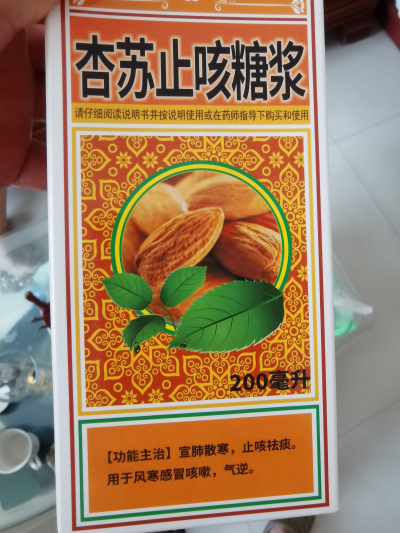 杏苏止咳糖浆
请仔细阅读说明书并按说明使用或在药师指导下购买和使用
200毫升
【功能主治】宣肺散寒，止咳祛痰。
用于风寒感冒咳嗽，气逆。